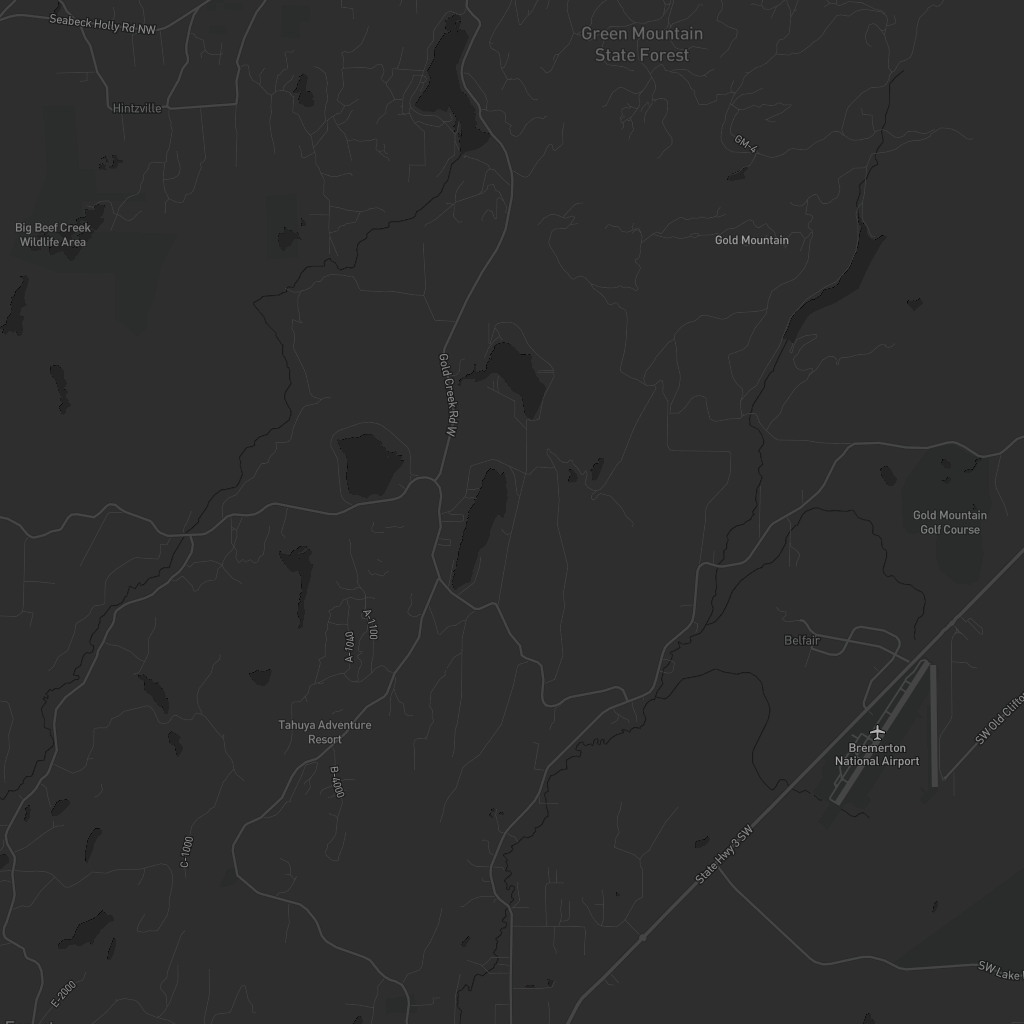 Seabeck Holly Rd NW
Green Mountain
State Forest
Hintzville
GM-4
Big Beef Creek
Wildlife Area
Gold Mountain
Gold Creek Rd W
Gold Mountain
Golf Course
A-1100
A-1040
Belfair
Tahuya Adventure
Resort
SW Old Clifto
Bremerton
National Airport
B-4000
C-1000
State Hwy 3 SW
SW Lake
E-2000